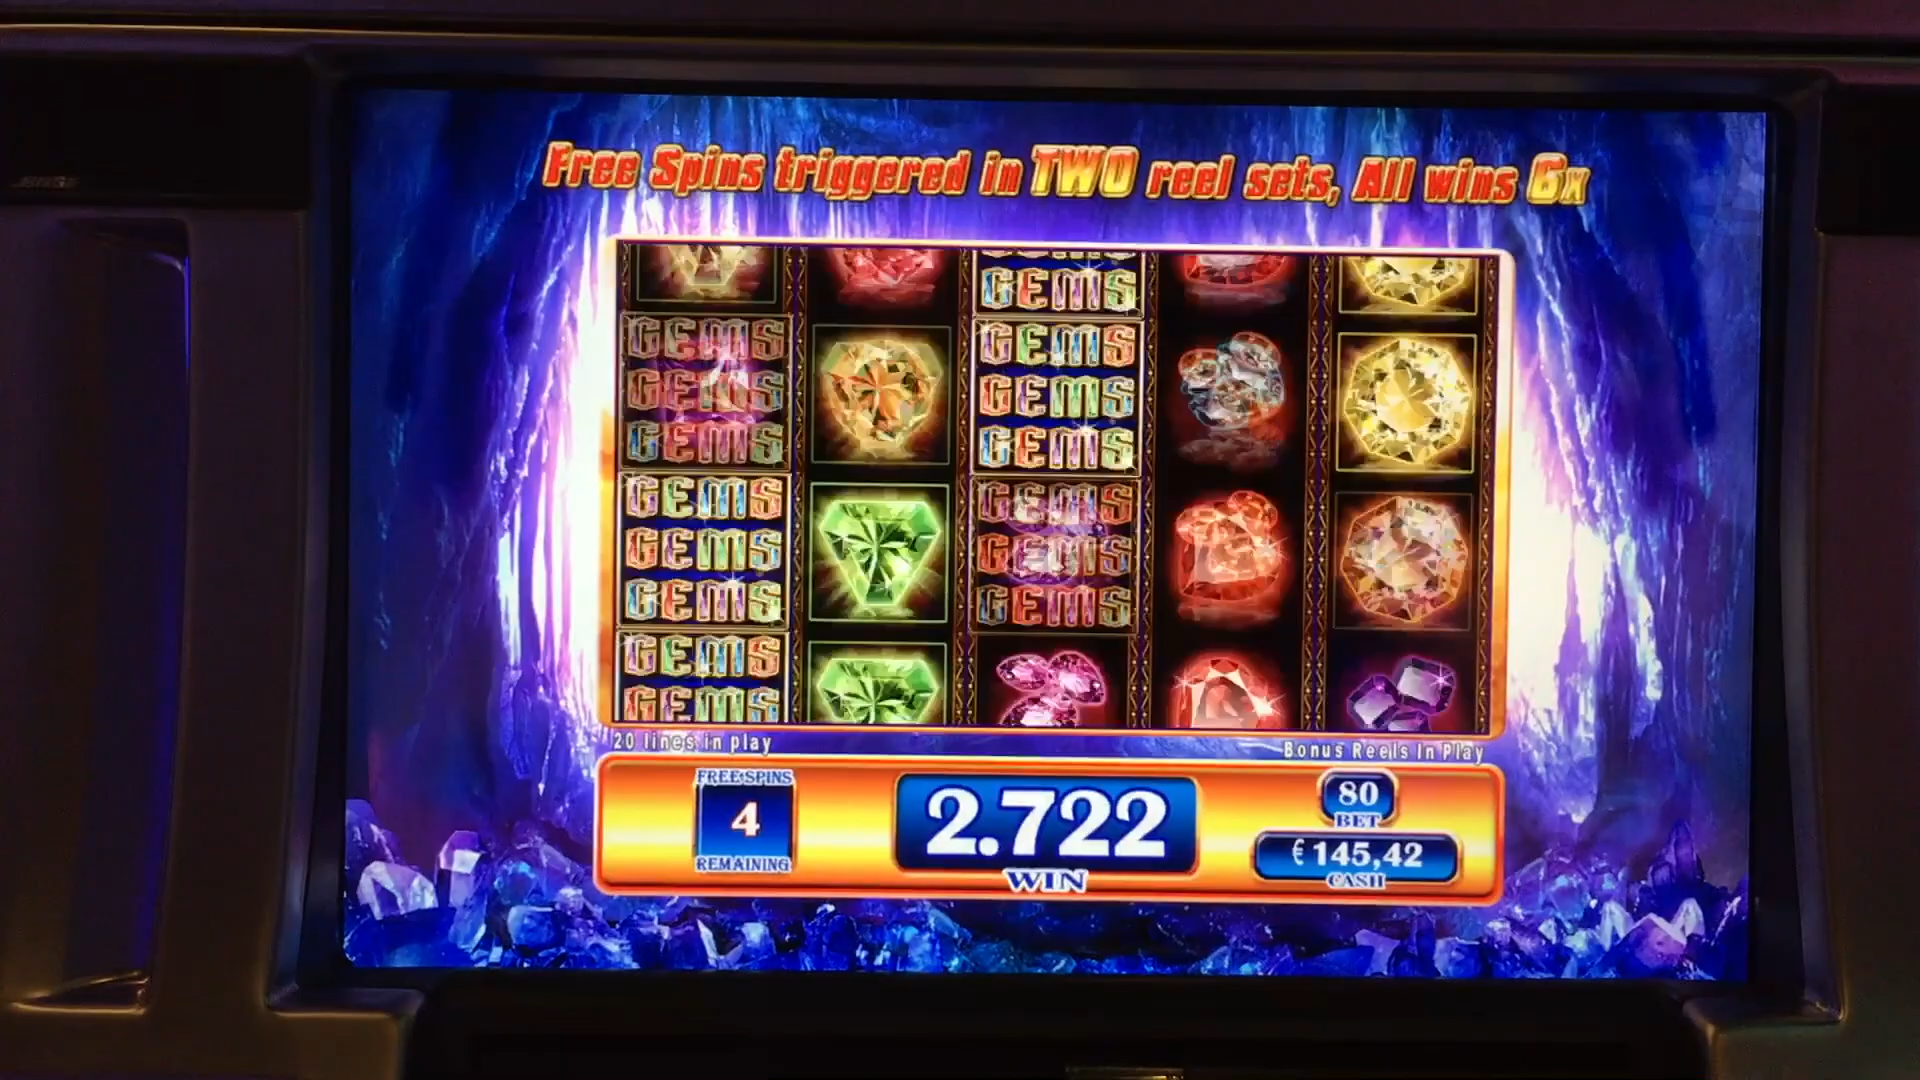 Free Spins triggered in TWO reel sets, All wins 6x
GEMS
GEMS GEMS
GEMS GEMS
GEMS GEMS
GEMS GEMS
GEMS GEMS
GEMS GEMS
GEMS
GEMS
20 lines in play
Bonus Reels In Play
FREE SPINS
4
REMAINING
2.722
WIN
80
BET
€ 145,42
CASH